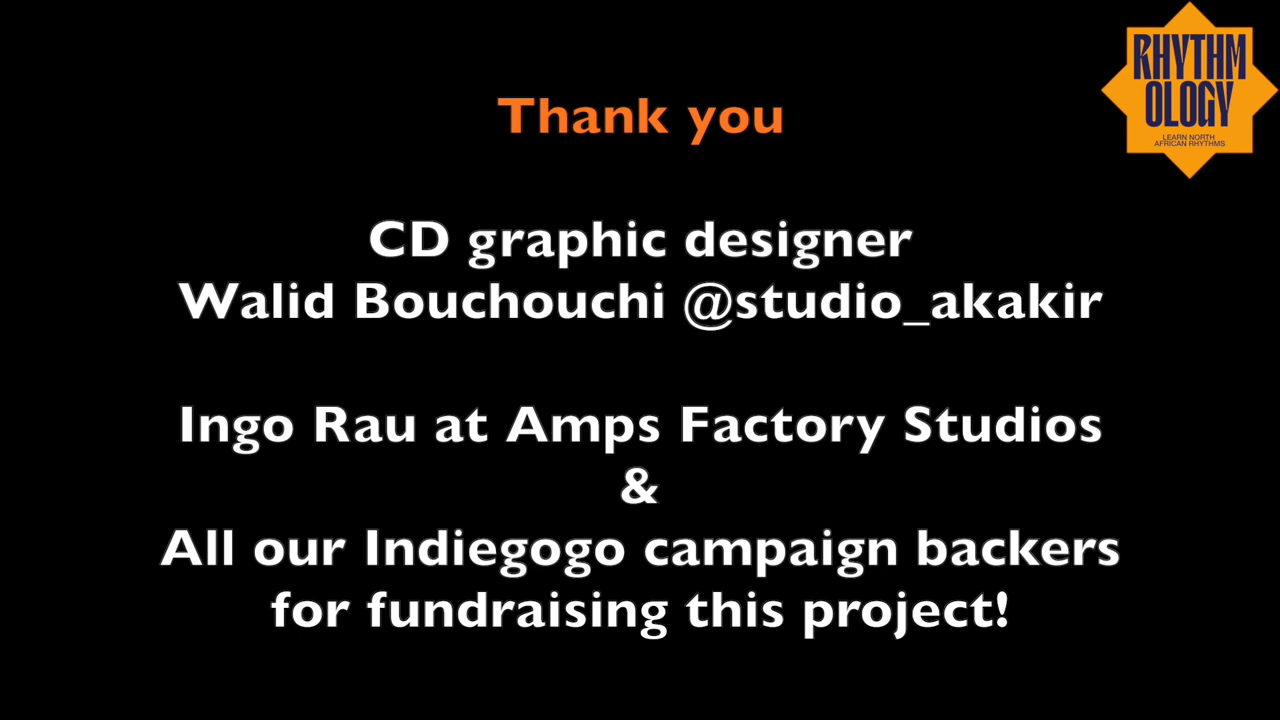 RHYTHM
OLOGY
LEARN NORTH
AFRICAN RHYTHMS
Thank you
CD graphic designer
Walid Bouchouchi @studio_akakir
Ingo Rau at Amps Factory Studios
&
All our Indiegogo campaign backers
for fundraising this project!